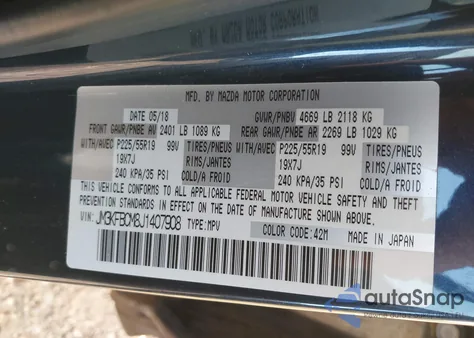 MFD. BY MAZDA MOTOR CORPORATION
DATE 05/18 GVWR/PNBV 4669 LB 2118 KG
FRONT GAWR/PNBE AV 2401 LB 1089 KG REAR GAWR/PNBE AR 2269 LB 1029 KG
WITH/AVEC P225/55R19 99V TIRES/PNEUS WITH/AVEC P225/55R19 99V TIRES/PNEUS
19X7J RIMS/JANTES 19X7J RIMS/JANTES
240 KPA/35 PSI COLD/A FROID 240 KPA/35 PSI COLD/A FROID
THIS VEHICLE CONFORMS TO ALL APPLICABLE FEDERAL MOTOR VEHICLE SAFETY AND THEFT
PREVENTION STANDARDS IN EFFECT ON THE DATE OF MANUFACTURE SHOWN ABOVE.
VIN: JM3KFBCM8J1407908 TYPE: MPV COLOR CODE: 42M MADE IN JAPAN
autaSnap